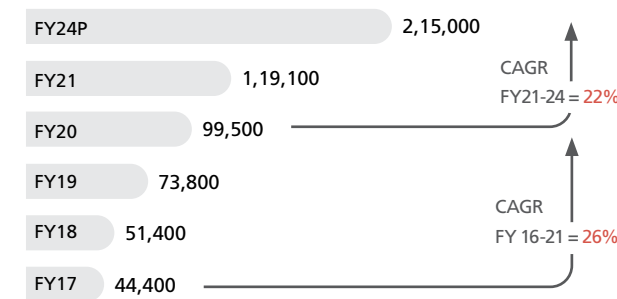 FY24P 2,15,000
FY21 1,19,100
CAGR
FY21-24 = 22%
FY20 99,500
FY19 73,800
CAGR
FY18 51,400
FY 16-21 = 26%
FY17 44,400